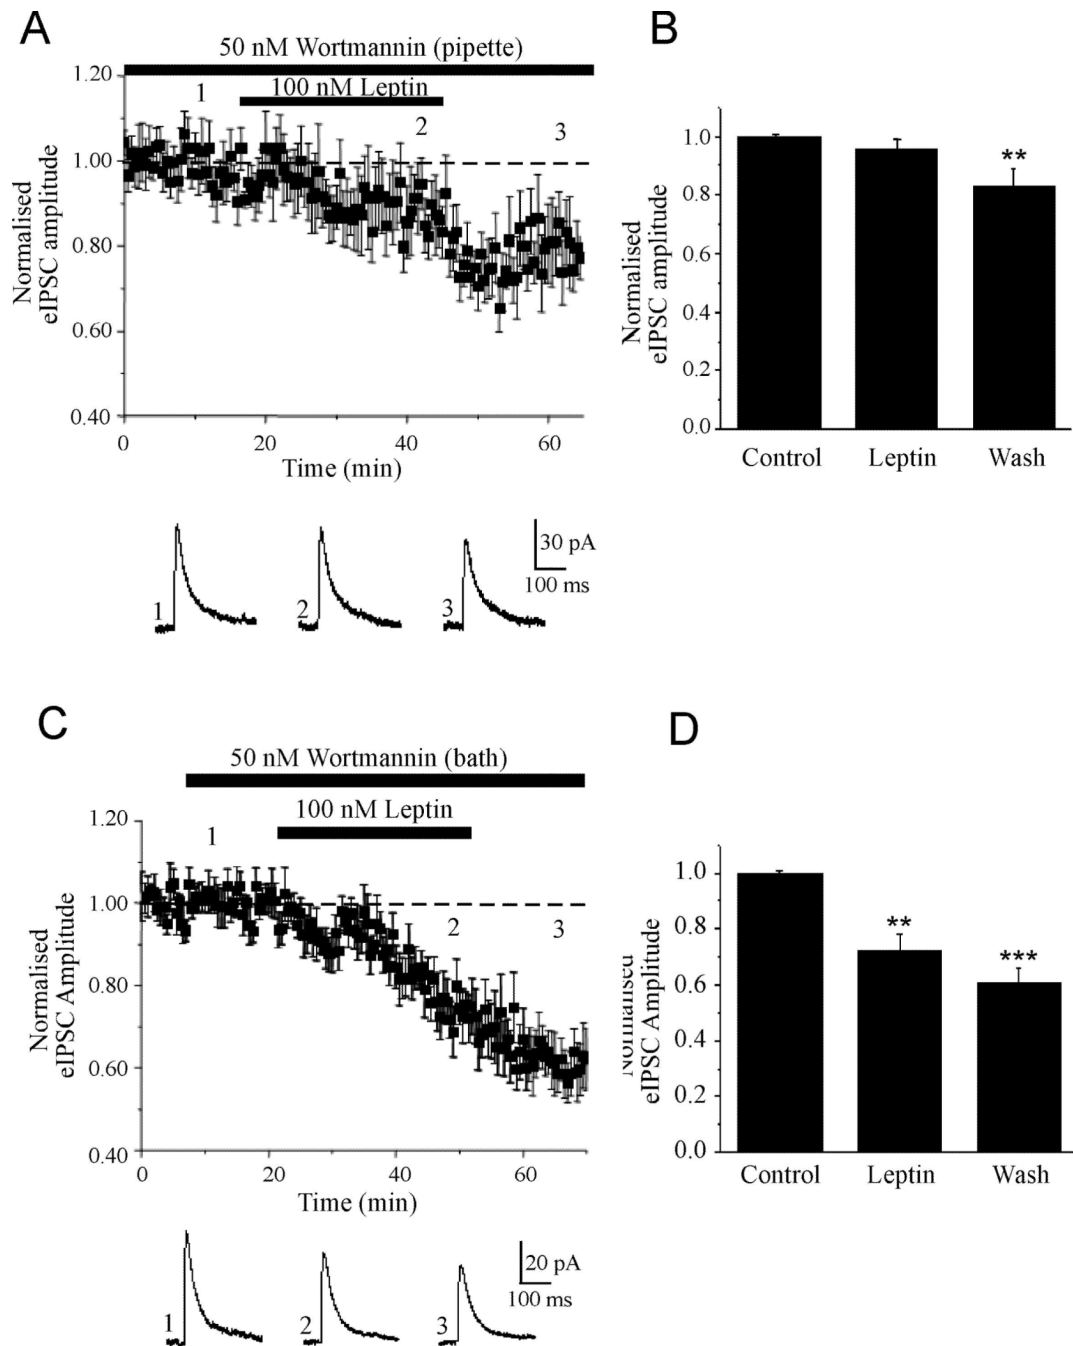 A
50 nM Wortmannin (pipette)
100 nM Leptin
1
2
3
1.20
1.00
0.80
0.60
0.40
Normalised
eIPSC amplitude
0
20
40
60
Time (min)
1
2
3
30 pA
100 ms
B
**
1.0
0.8
0.6
0.4
0.2
0.0
Normalised
eIPSC amplitude
Control
Leptin
Wash
C
50 nM Wortmannin (bath)
100 nM Leptin
1
2
3
1.20
1.00
0.80
0.60
0.40
Normalised
eIPSC Amplitude
0
20
40
60
Time (min)
1
2
3
20 pA
100 ms
D
**
***
1.0
0.8
0.6
0.4
0.2
0.0
Normalised
eIPSC Amplitude
Control
Leptin
Wash